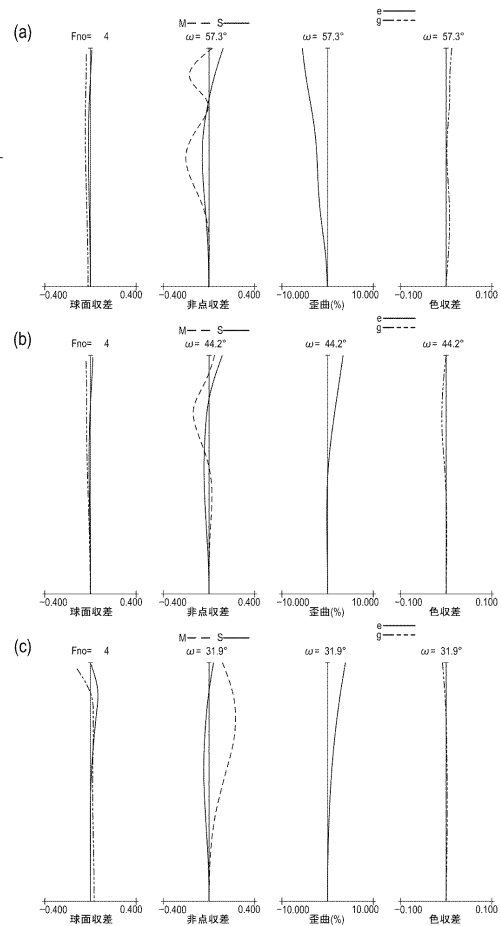 (a)
e
M S g
Fno= 4 ω= 57.3° ω= 57.3° ω= 57.3°
−0.400 0.400 −0.400 0.400 −10.000 10.000 −0.100 0.100
球面収差 非点収差 歪曲(%) 色収差
(b)
e
M S g
Fno= 4 ω= 44.2° ω= 44.2° ω= 44.2°
−0.400 0.400 −0.400 0.400 −10.000 10.000 −0.100 0.100
球面収差 非点収差 歪曲(%) 色収差
(c)
e
M S g
Fno= 4 ω= 31.9° ω= 31.9° ω= 31.9°
−0.400 0.400 −0.400 0.400 −10.000 10.000 −0.100 0.100
球面収差 非点収差 歪曲(%) 色収差